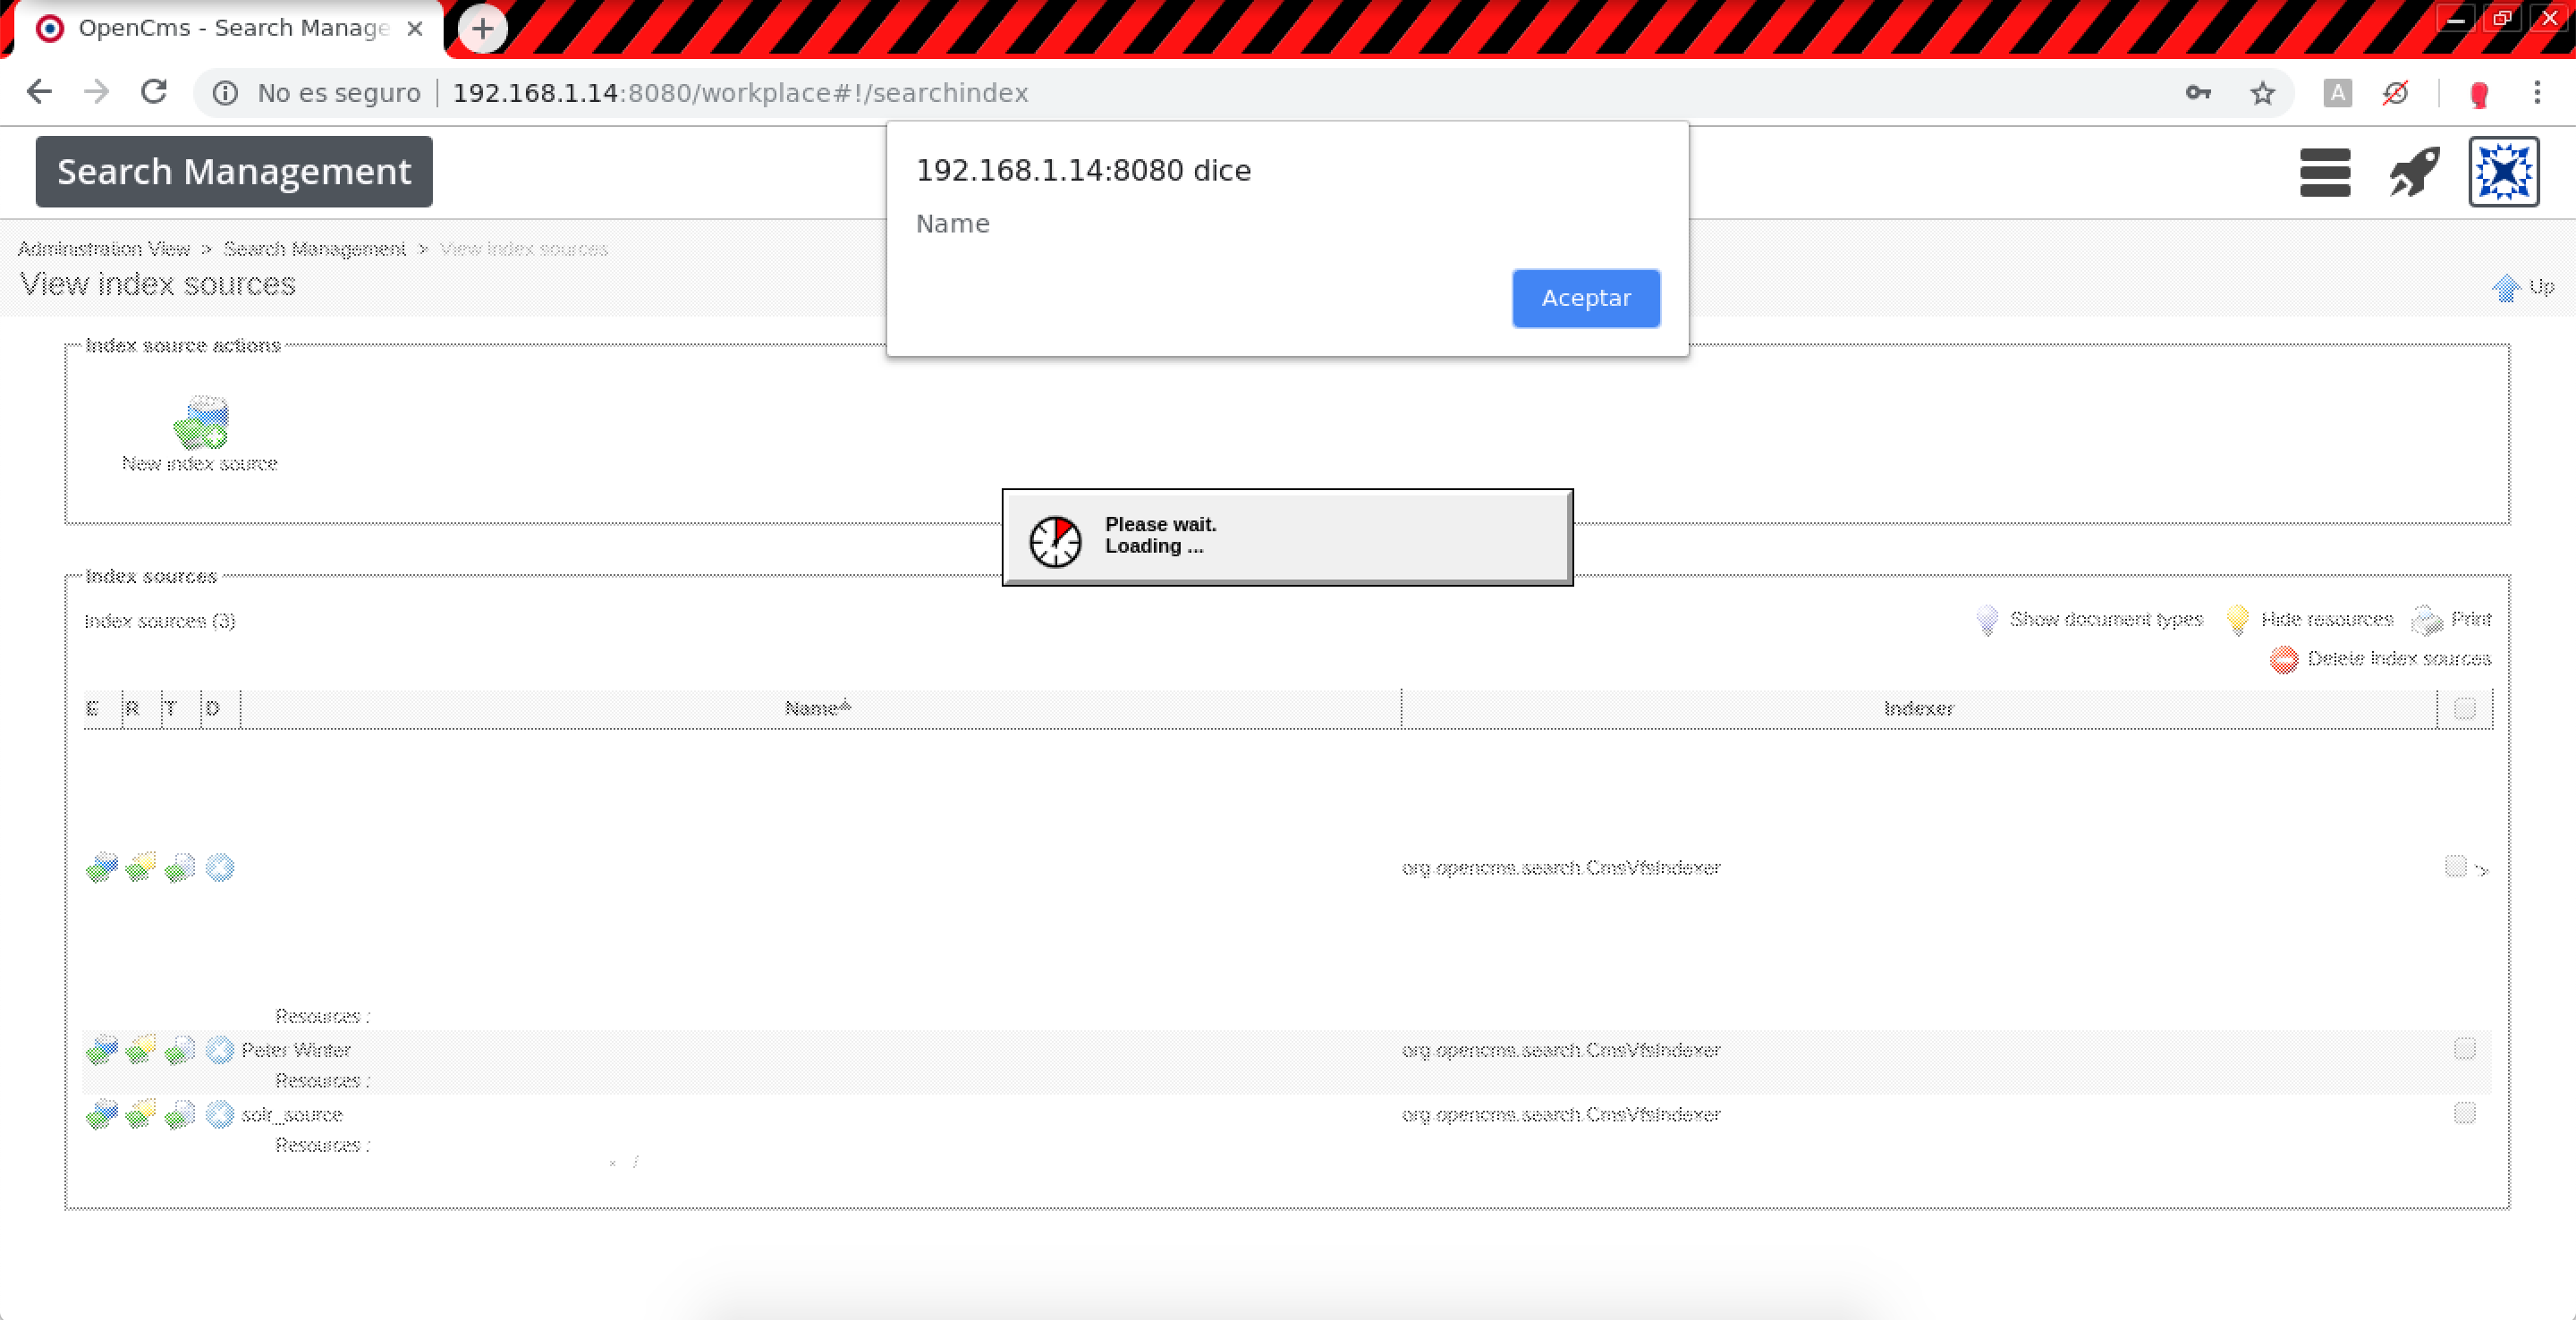 OpenCms - Search Manage
No es seguro 192.168.1.14:8080/workplace#!/searchindex
A
Search Management
192.168.1.14:8080 dice
Name
Aceptar
Administration View > Search Management > View index sources
View index sources
Up
Index source actions
New index source
Please wait.
Loading ...
Index sources
Index sources (3)
Show document types Hide resources Print
Delete index sources
E R T D Name Indexer
org.opencms.search.CmsVfsIndexer >
Resources :
Peter Winter org.opencms.search.CmsVfsIndexer
Resources :
solr_source org.opencms.search.CmsVfsIndexer
Resources :
× /